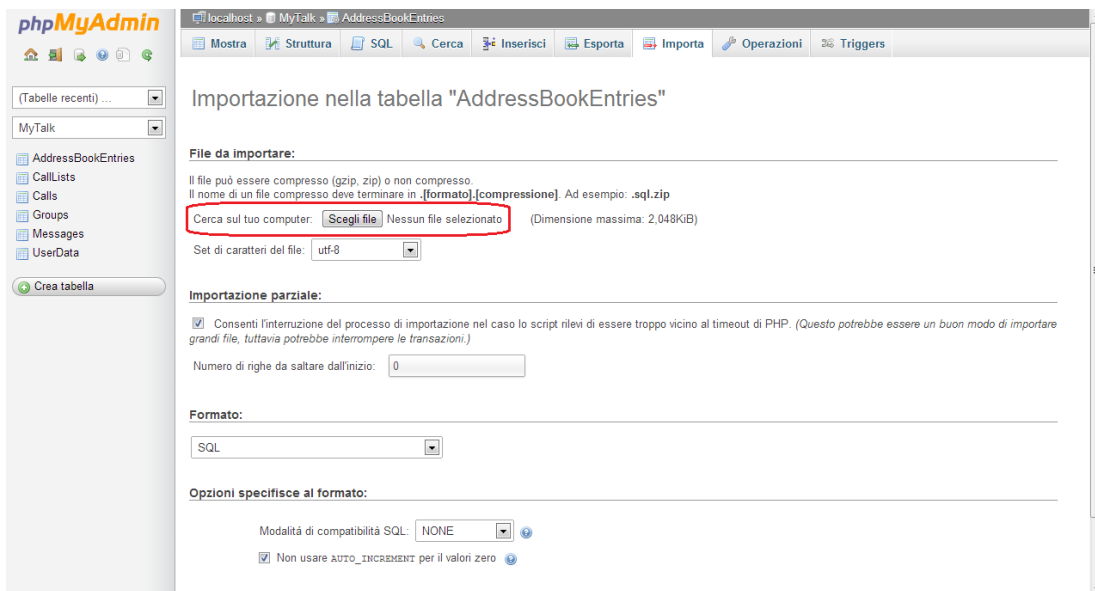 phpMyAdmin
(Tabelle recenti) ...
MyTalk
AddressBookEntries
CallLists
Calls
Groups
Messages
UserData
Crea tabella
localhost » MyTalk » AddressBookEntries
Mostra Struttura SQL Cerca Inserisci Esporta Importa Operazioni Triggers
Importazione nella tabella "AddressBookEntries"
File da importare:
Il file può essere compresso (gzip, zip) o non compresso.
Il nome di un file compresso deve terminare in .[formato].[compressione]. Ad esempio: .sql.zip
Cerca sul tuo computer: Scegli file Nessun file selezionato (Dimensione massima: 2,048KiB)
Set di caratteri del file: utf-8
Importazione parziale:
Consenti l'interruzione del processo di importazione nel caso lo script rilevi di essere troppo vicino al timeout di PHP. (Questo potrebbe essere un buon modo di importare
grandi file, tuttavia potrebbe interrompere le transazioni.)
Numero di righe da saltare dall'inizio: 0
Formato:
SQL
Opzioni specifisce al formato:
Modalitá di compatibilitá SQL: NONE
Non usare AUTO_INCREMENT per il valori zero